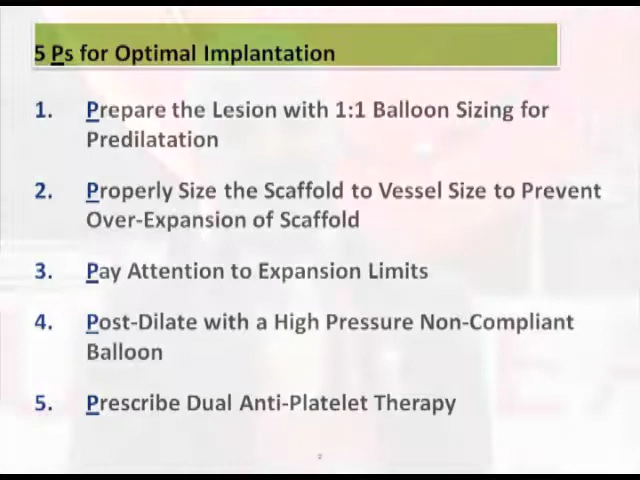 5 Ps for Optimal Implantation
1. Prepare the Lesion with 1:1 Balloon Sizing for
Predilatation
2. Properly Size the Scaffold to Vessel Size to Prevent
Over-Expansion of Scaffold
3. Pay Attention to Expansion Limits
4. Post-Dilate with a High Pressure Non-Compliant
Balloon
5. Prescribe Dual Anti-Platelet Therapy
2